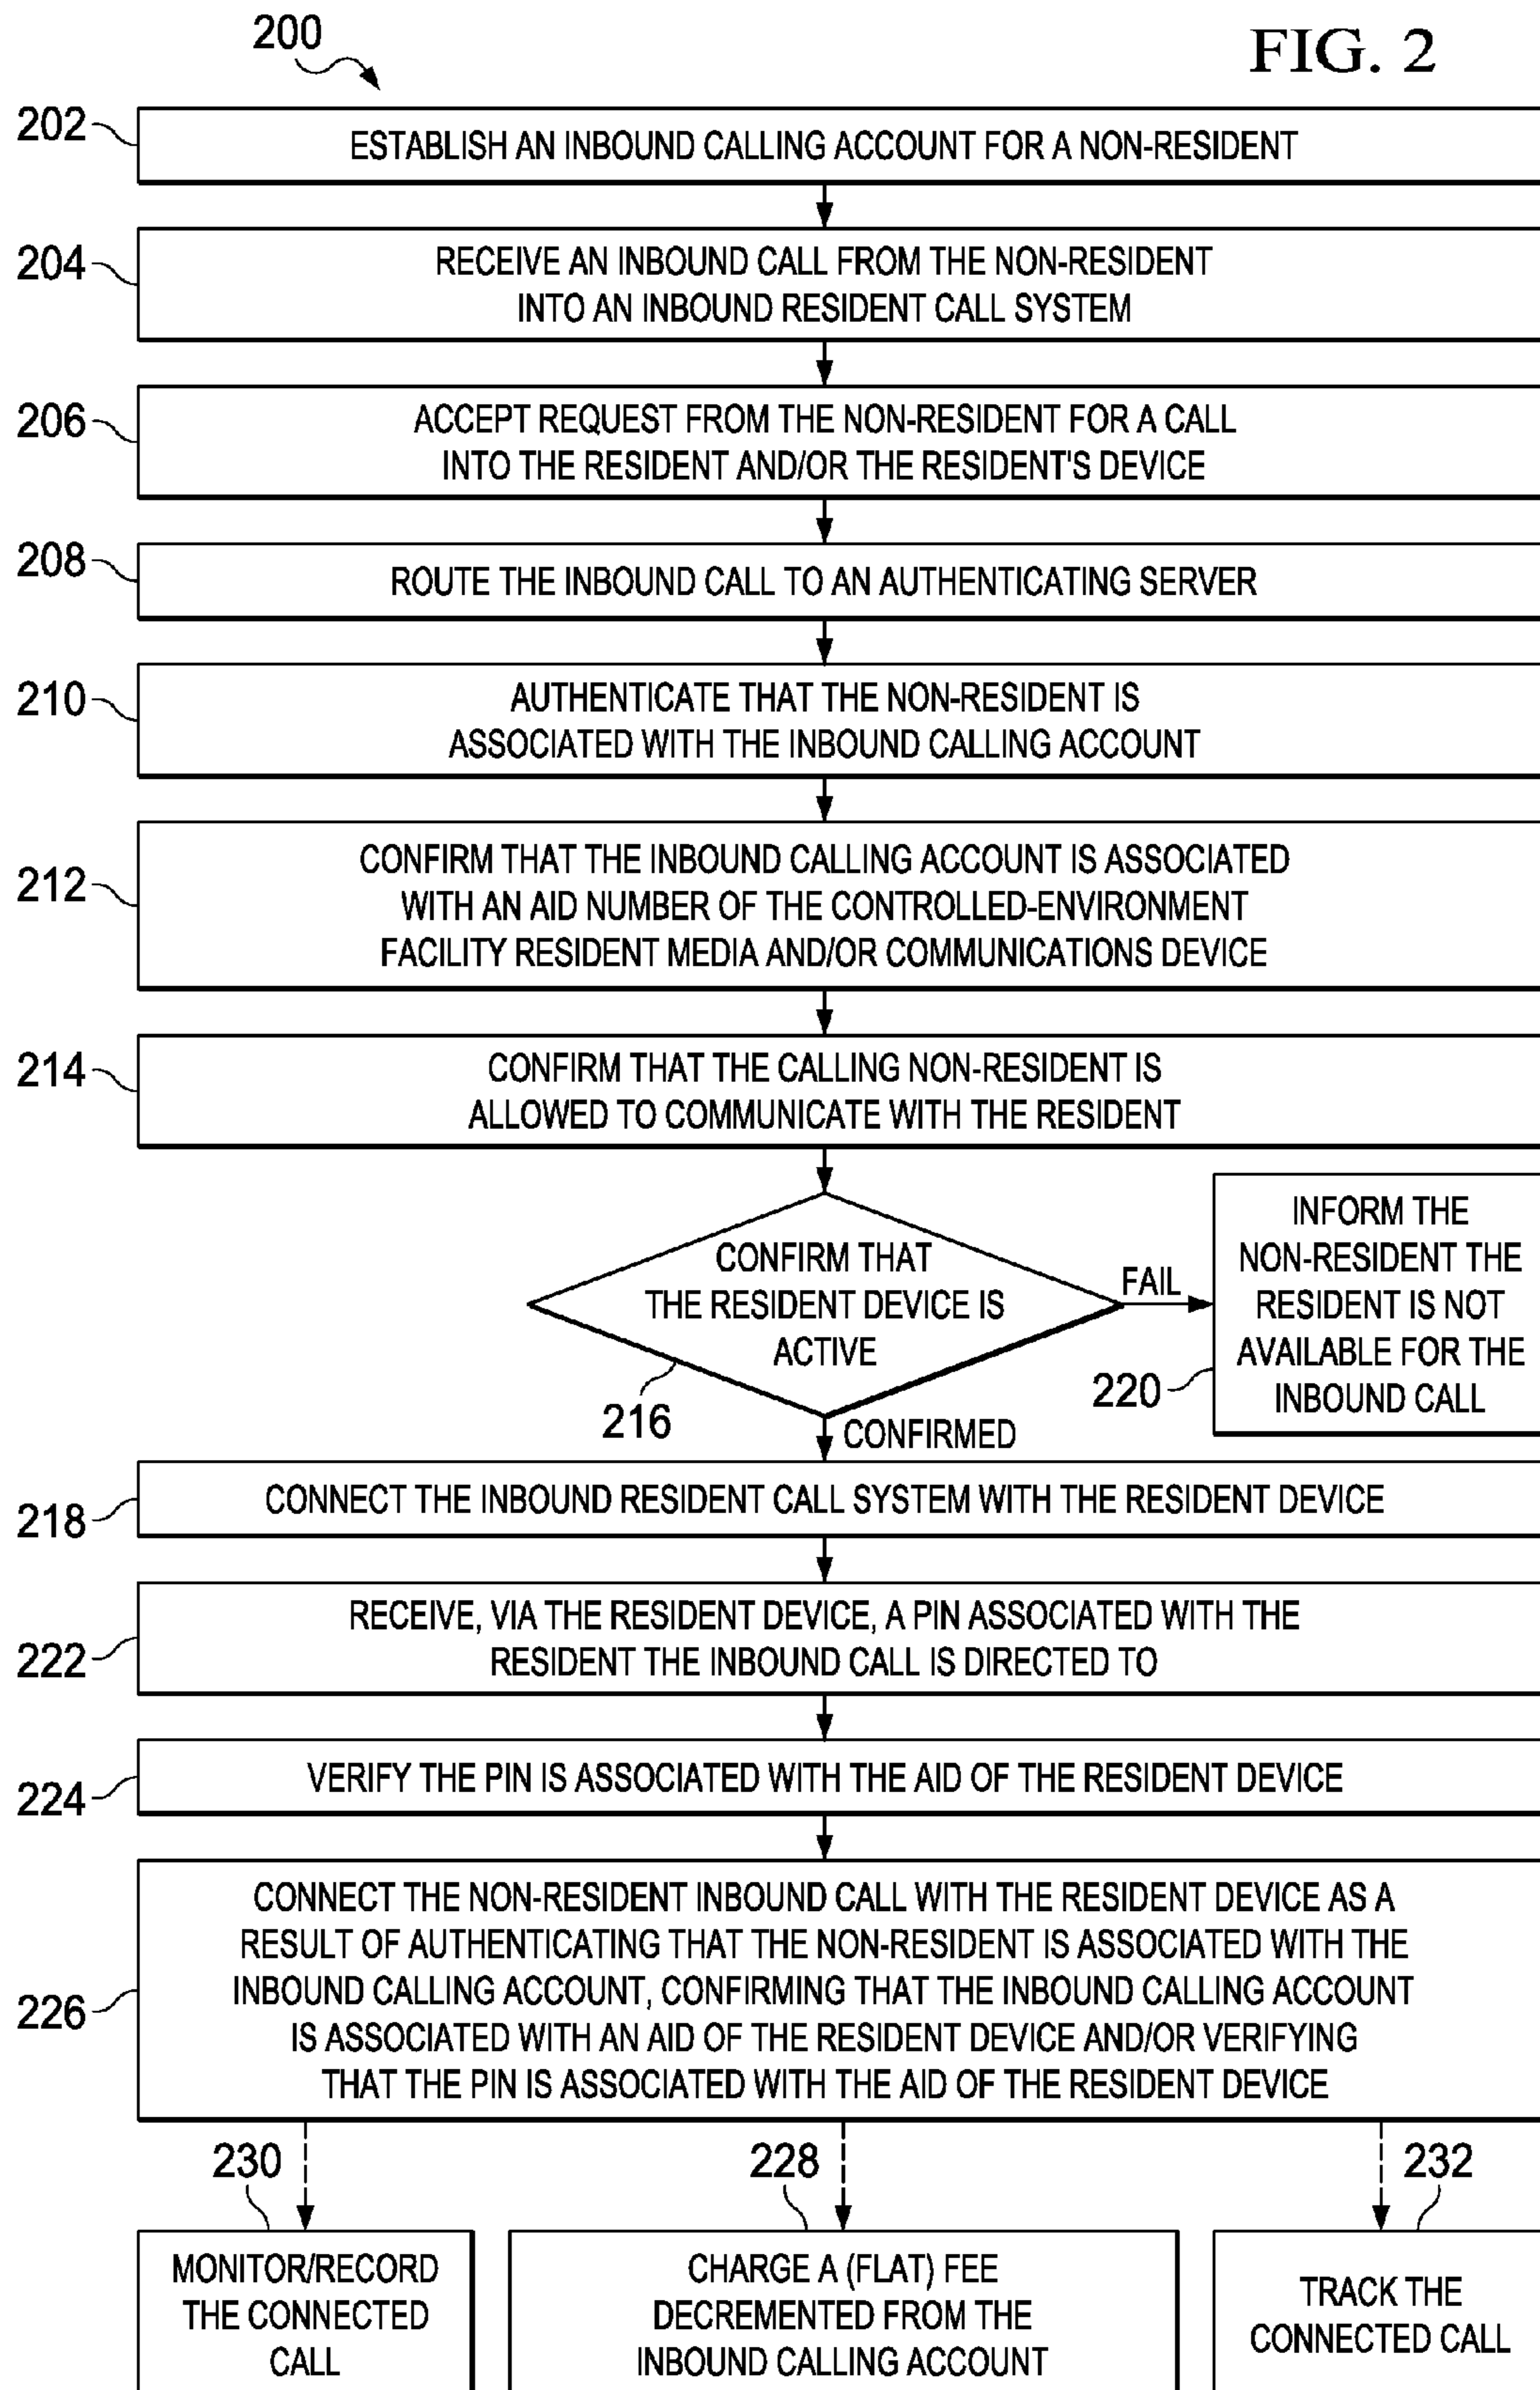 200
FIG. 2
202
ESTABLISH AN INBOUND CALLING ACCOUNT FOR A NON-RESIDENT
204
RECEIVE AN INBOUND CALL FROM THE NON-RESIDENT
INTO AN INBOUND RESIDENT CALL SYSTEM
206
ACCEPT REQUEST FROM THE NON-RESIDENT FOR A CALL
INTO THE RESIDENT AND/OR THE RESIDENT'S DEVICE
208
ROUTE THE INBOUND CALL TO AN AUTHENTICATING SERVER
210
AUTHENTICATE THAT THE NON-RESIDENT IS
ASSOCIATED WITH THE INBOUND CALLING ACCOUNT
212
CONFIRM THAT THE INBOUND CALLING ACCOUNT IS ASSOCIATED
WITH AN AID NUMBER OF THE CONTROLLED-ENVIRONMENT
FACILITY RESIDENT MEDIA AND/OR COMMUNICATIONS DEVICE
214
CONFIRM THAT THE CALLING NON-RESIDENT IS
ALLOWED TO COMMUNICATE WITH THE RESIDENT
CONFIRM THAT
THE RESIDENT DEVICE IS
ACTIVE
216
FAIL
INFORM THE
NON-RESIDENT THE
RESIDENT IS NOT
AVAILABLE FOR THE
INBOUND CALL
220
CONFIRMED
218
CONNECT THE INBOUND RESIDENT CALL SYSTEM WITH THE RESIDENT DEVICE
222
RECEIVE, VIA THE RESIDENT DEVICE, A PIN ASSOCIATED WITH THE
RESIDENT THE INBOUND CALL IS DIRECTED TO
224
VERIFY THE PIN IS ASSOCIATED WITH THE AID OF THE RESIDENT DEVICE
226
CONNECT THE NON-RESIDENT INBOUND CALL WITH THE RESIDENT DEVICE AS A
RESULT OF AUTHENTICATING THAT THE NON-RESIDENT IS ASSOCIATED WITH THE
INBOUND CALLING ACCOUNT, CONFIRMING THAT THE INBOUND CALLING ACCOUNT
IS ASSOCIATED WITH AN AID OF THE RESIDENT DEVICE AND/OR VERIFYING
THAT THE PIN IS ASSOCIATED WITH THE AID OF THE RESIDENT DEVICE
230
MONITOR/RECORD
THE CONNECTED
CALL
228
CHARGE A (FLAT) FEE
DECREMENTED FROM THE
INBOUND CALLING ACCOUNT
232
TRACK THE
CONNECTED CALL